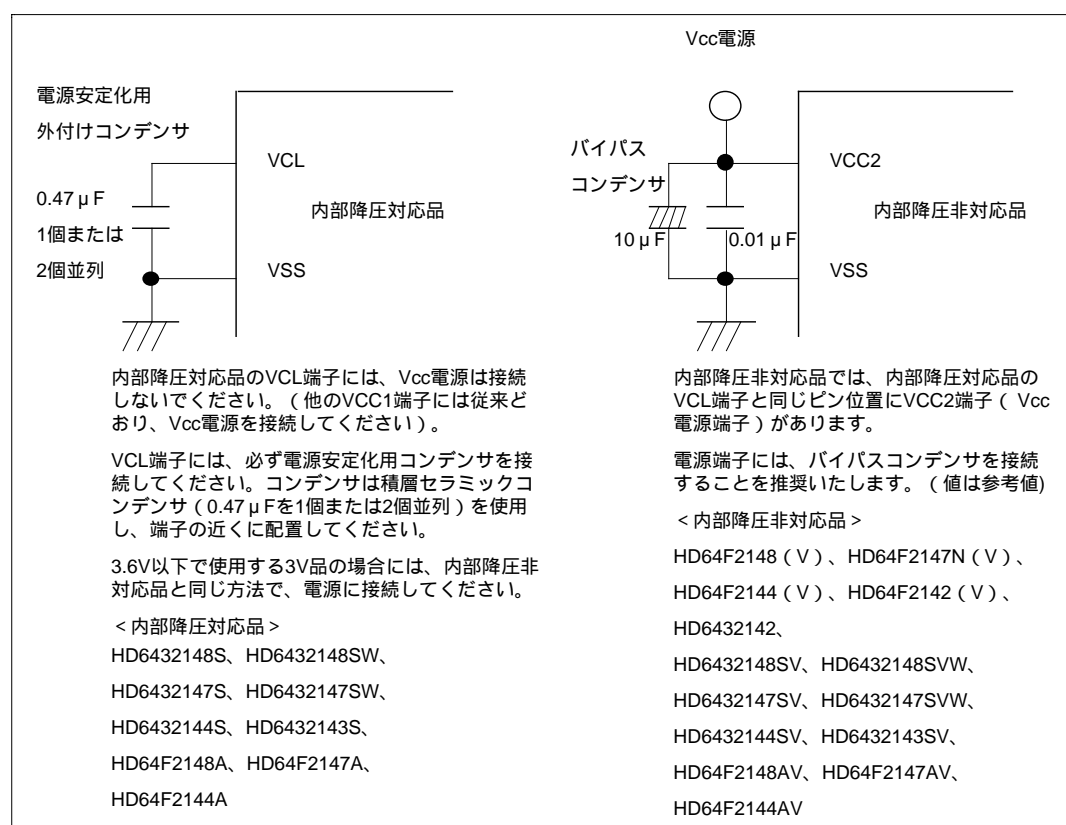 電源安定化用
外付けコンデンサ
VCL
0.47μF
1個または
2個並列
内部降圧対応品
VSS
内部降圧対応品のVCL端子には、Vcc電源は接続
しないでください。（他のVCC1端子には従来ど
おり、Vcc電源を接続してください）。
VCL端子には、必ず電源安定化用コンデンサを接
続してください。コンデンサは積層セラミックコ
ンデンサ（0.47μFを1個または2個並列）を使用
し、端子の近くに配置してください。
3.6V以下で使用する3V品の場合には、内部降圧非
対応品と同じ方法で、電源に接続してください。
＜内部降圧対応品＞
HD6432148S、HD6432148SW、
HD6432147S、HD6432147SW、
HD6432144S、HD6432143S、
HD64F2148A、HD64F2147A、
HD64F2144A
Vcc電源
バイパス
コンデンサ
VCC2
内部降圧非対応品
10μF
0.01μF
VSS
内部降圧非対応品では、内部降圧対応品の
VCL端子と同じピン位置にVCC2端子（ Vcc
電源端子）があります。
電源端子には、バイパスコンデンサを接続
することを推奨いたします。（値は参考値)
＜内部降圧非対応品＞
HD64F2148（V）、HD64F2147N（V）、
HD64F2144（V）、HD64F2142（V）、
HD6432142、
HD6432148SV、HD6432148SVW、
HD6432147SV、HD6432147SVW、
HD6432144SV、HD6432143SV、
HD64F2148AV、HD64F2147AV、
HD64F2144AV